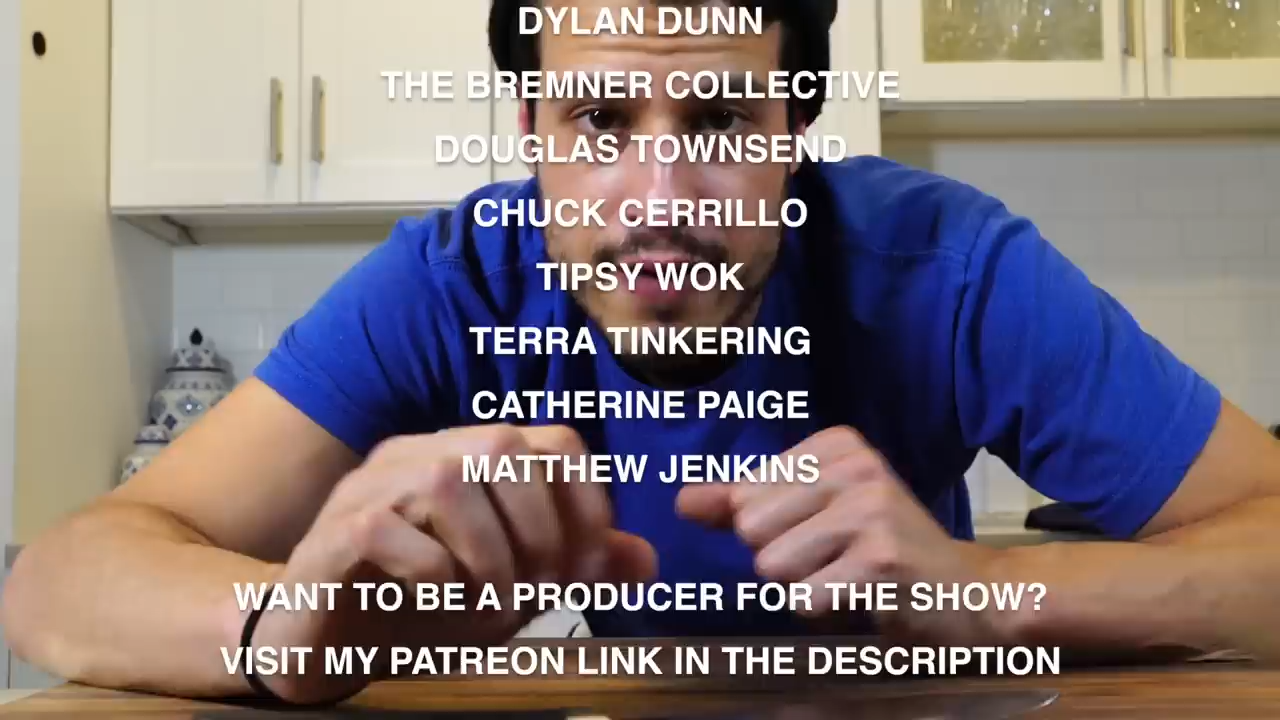 DYLAN DUNN
THE BREMNER COLLECTIVE
DOUGLAS TOWNSEND
CHUCK CERRILLO
TIPSY WOK
TERRA TINKERING
CATHERINE PAIGE
MATTHEW JENKINS
WANT TO BE A PRODUCER FOR THE SHOW?
VISIT MY PATREON LINK IN THE DESCRIPTION